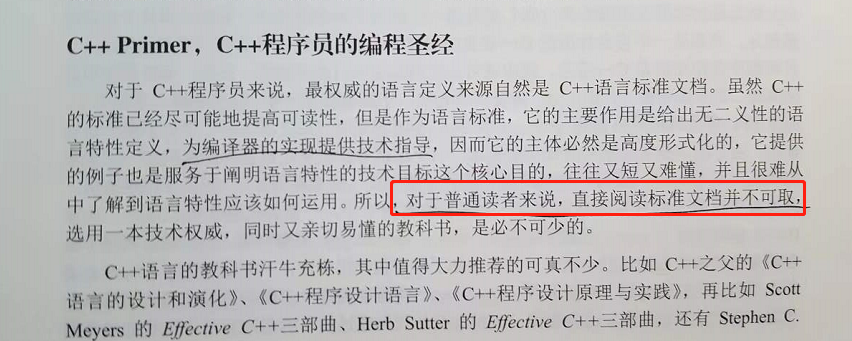 C++ Primer，C++程序员的编程圣经
对于 C++程序员来说，最权威的语言定义来源自然是 C++语言标准文档。虽然 C++
的标准已经尽可能地提高可读性，但是作为语言标准，它的主要作用是给出无二义性的语
言特性定义，为编译器的实现提供技术指导，因而它的主体必然是高度形式化的，它提供
的例子也是服务于阐明语言特性的技术目标这个核心目的，往往又短又难懂，并且很难从
中了解到语言特性应该如何运用。所以，对于普通读者来说，直接阅读标准文档并不可取，
选用一本技术权威，同时又亲切易懂的教科书，是必不可少的。
C++语言的教科书汗牛充栋，其中值得大力推荐的可真不少。比如 C++之父的《C++
语言的设计和演化》、《C++程序设计语言》、《C++程序设计原理与实践》，再比如 Scott
Meyers 的 Effective C++三部曲、Herb Sutter 的 Effective C++三部曲，还有 Stephen C.